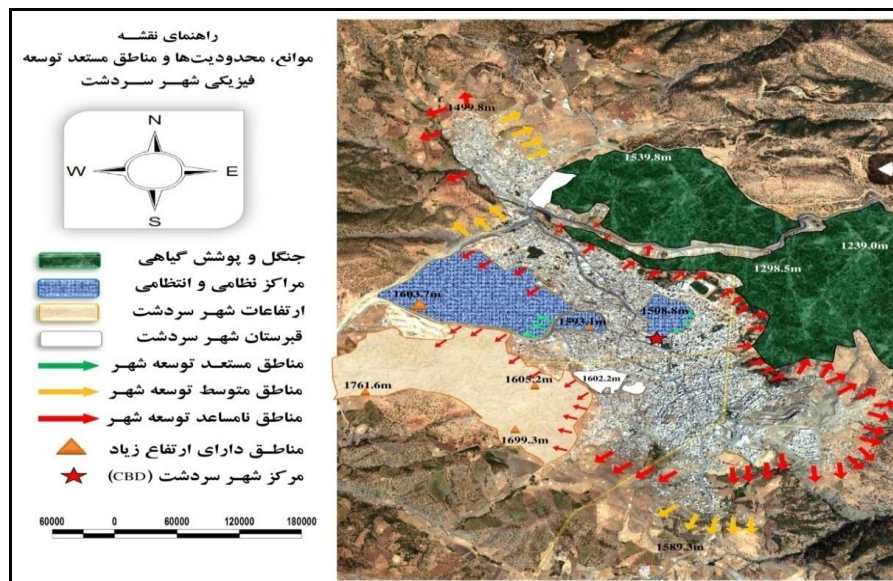 راهنمای نقشه
موانع، محدودیت‌ها و مناطق مستعد توسعه
فیزیکی شهر سردشت
N
W
E
S
جنگل و پوشش گیاهی
مراکز نظامی و انتظامی
ارتفاعات شهر سردشت
قبرستان شهر سردشت
مناطق مستعد توسعه شهر
مناطق متوسط توسعه شهر
مناطق نامساعد توسعه شهر
مناطق دارای ارتفاع زیاد
مرکز شهر سردشت (CBD)
60000 0 60000 120000 180000
1499.8m
1539.8m
1239.0m
1298.5m
1603.7m
1508.8m
1593.1m
1761.6m
1605.2m
1602.2m
1699.3m
1589.3m